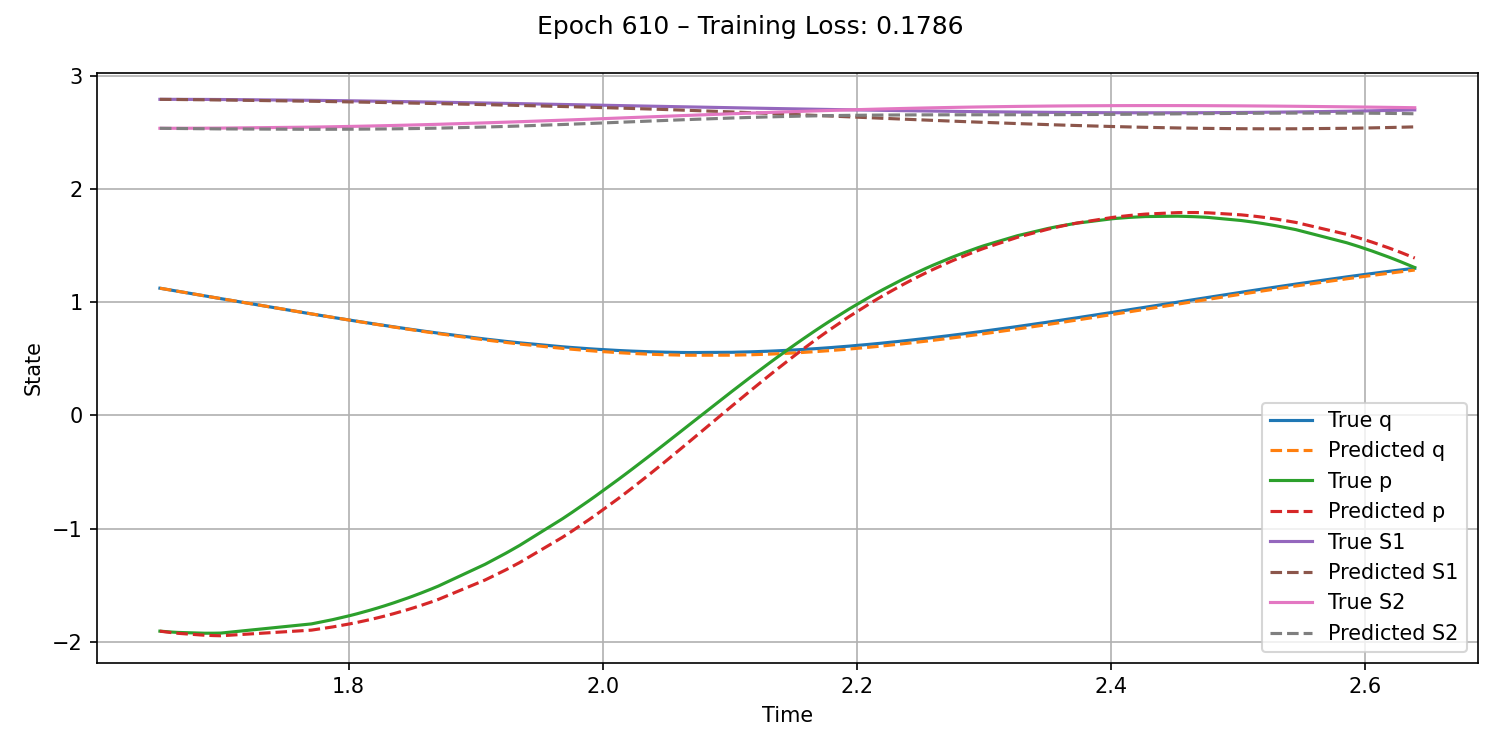 Epoch 610 – Training Loss: 0.1786
3
2
1
0
−1
−2
State
1.8
2.0
2.2
2.4
2.6
Time
True q
Predicted q
True p
Predicted p
True S1
Predicted S1
True S2
Predicted S2